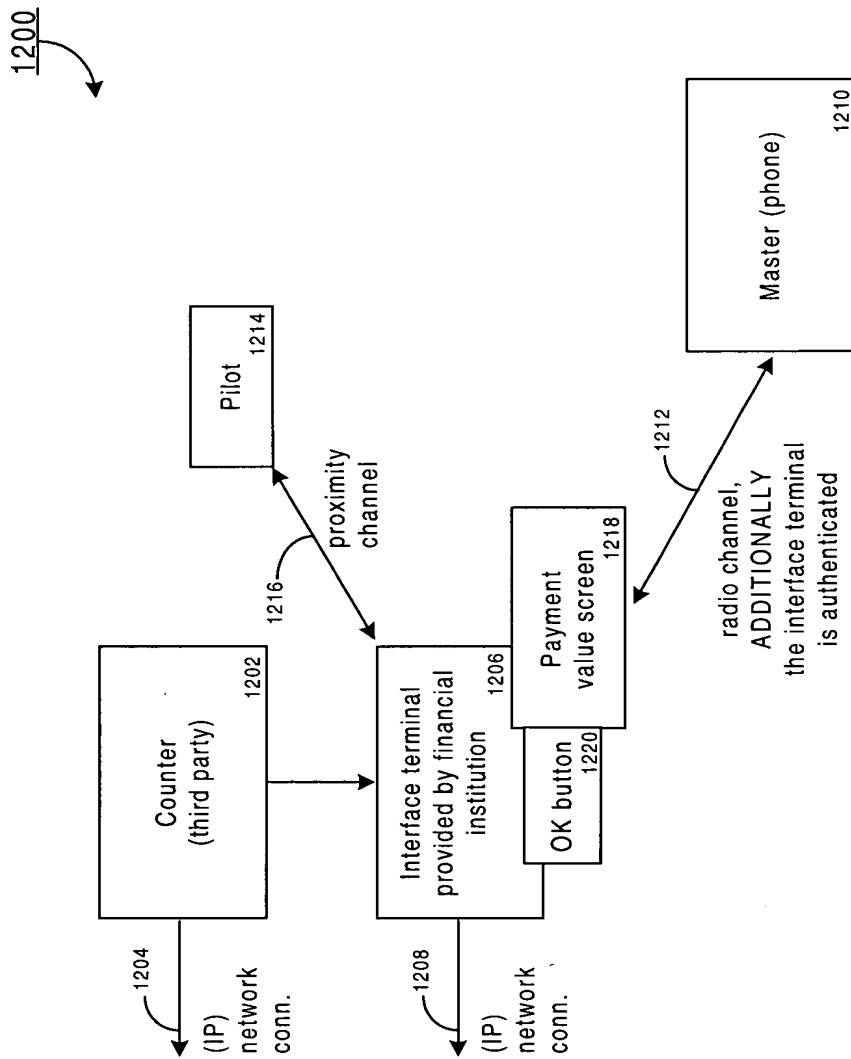 1200
Counter
(third party)
1202
1204
(IP)
network
conn.
Pilot
1214
1216
proximity
channel
Interface terminal
provided by financial
institution
1206
1208
(IP)
network
conn.
Payment
value screen
1218
OK button
1220
1212
radio channel,
ADDITIONALLY
the interface terminal
is authenticated
Master (phone)
1210